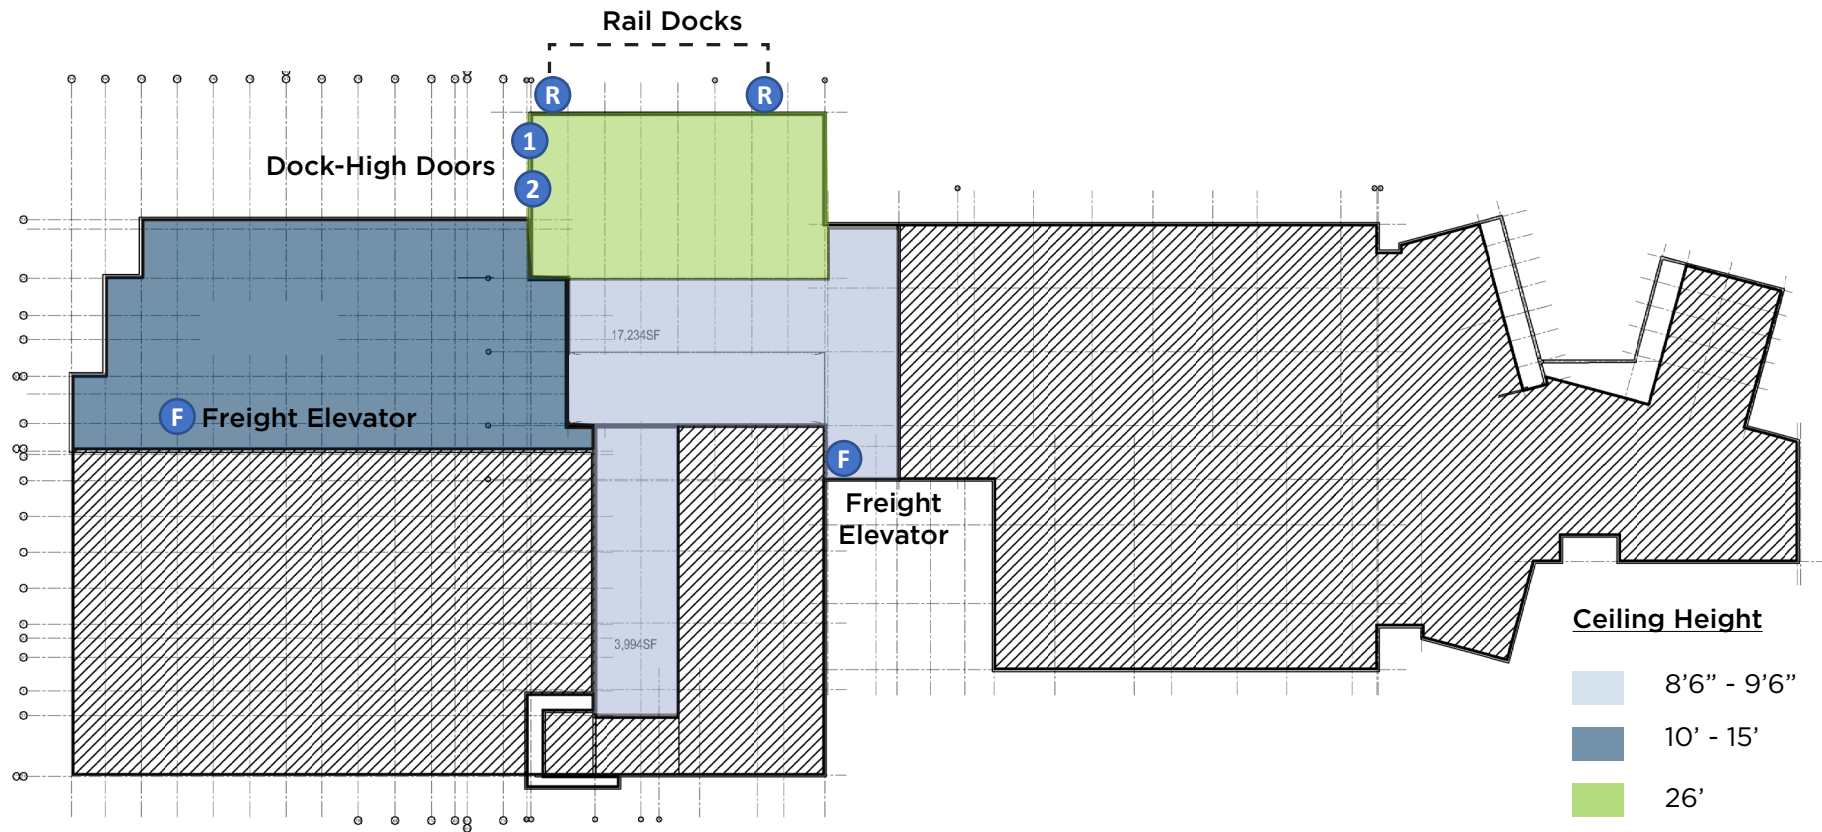 Rail Docks
R R
1
Dock-High Doors
2
17,234SF
F Freight Elevator
F
Freight
Elevator
3,994SF
Ceiling Height
8’6” - 9’6”
10’ - 15’
26’